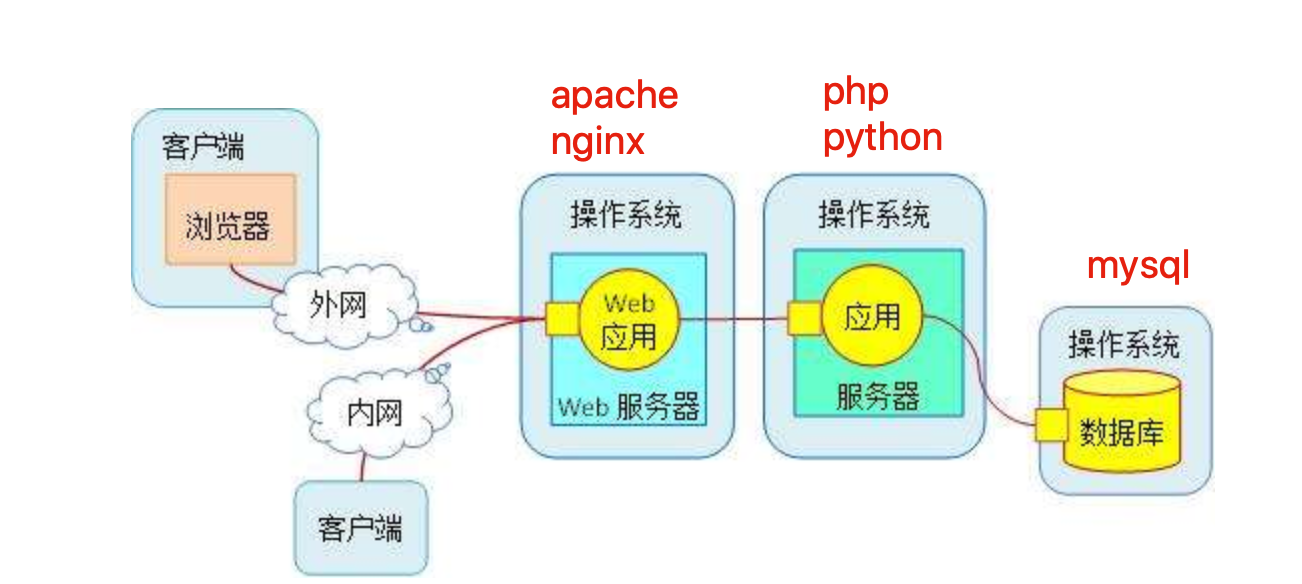 apache
nginx
php
python
客户端
浏览器
外网
内网
客户端
操作系统
Web
应用
Web 服务器
操作系统
应用
服务器
mysql
操作系统
数据库